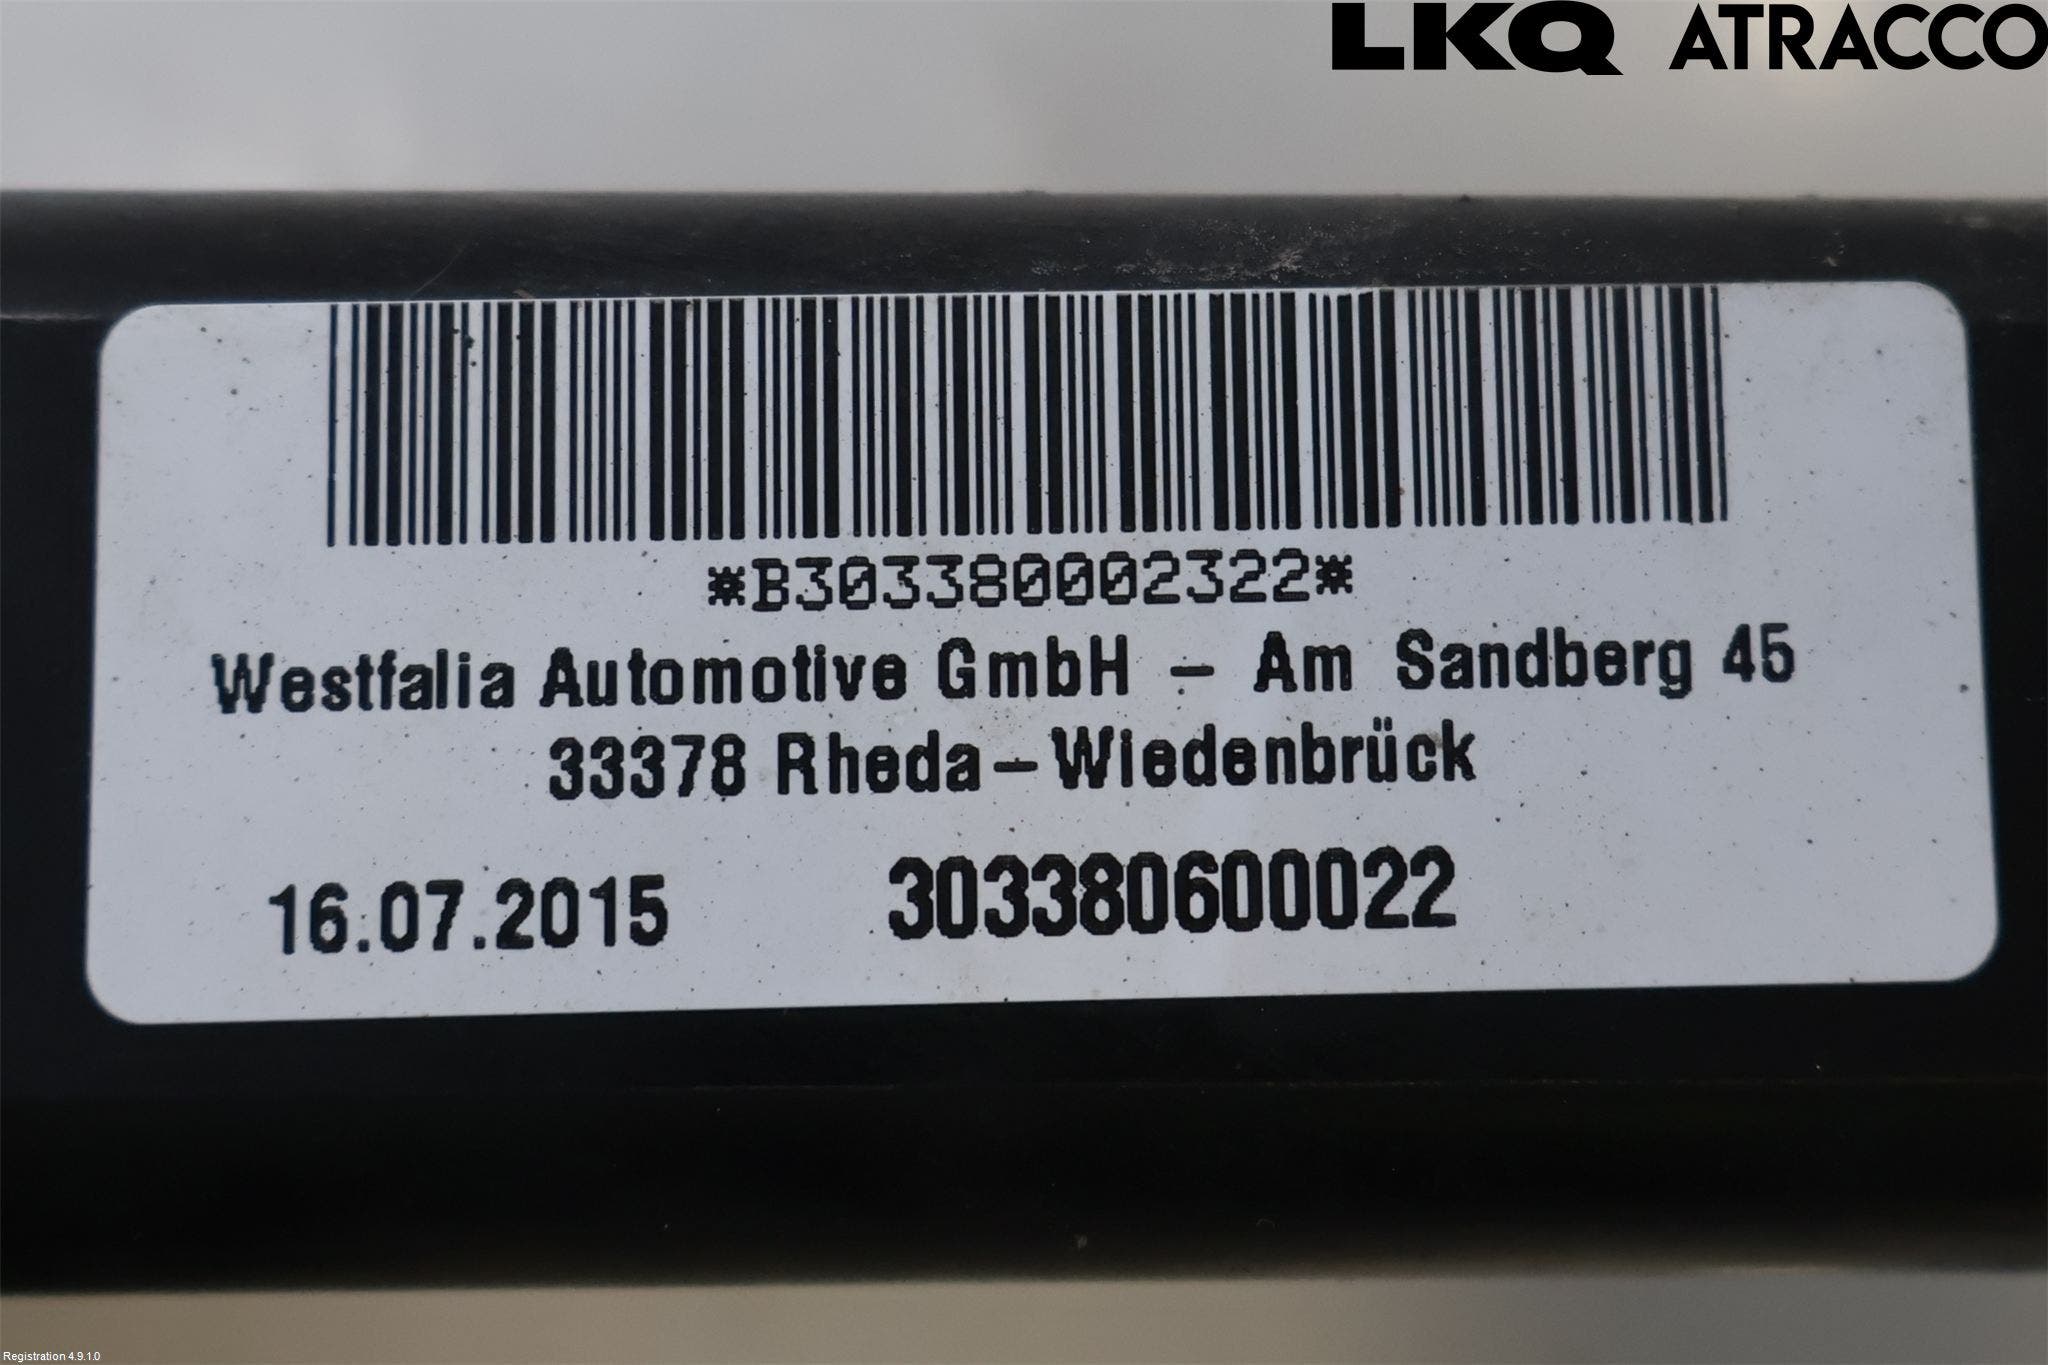 LKQ ATRACCO
*B303380002322*
Westfalia Automotive GmbH - Am Sandberg 45
33378 Rheda-Wiedenbrück
16.07.2015 303380600022
Registration 4.9.1.0